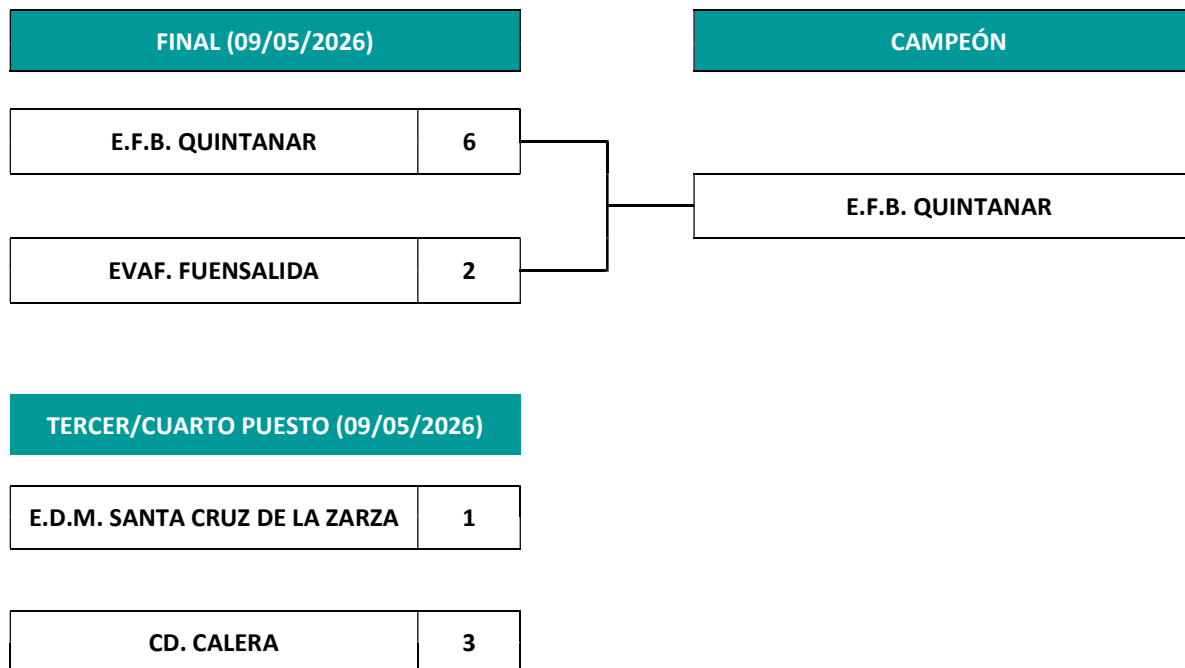 FINAL (09/05/2026)
CAMPEÓN
E.F.B. QUINTANAR 6
E.F.B. QUINTANAR
EVAF. FUENSALIDA 2
TERCER/CUARTO PUESTO (09/05/2026)
E.D.M. SANTA CRUZ DE LA ZARZA 1
CD. CALERA 3